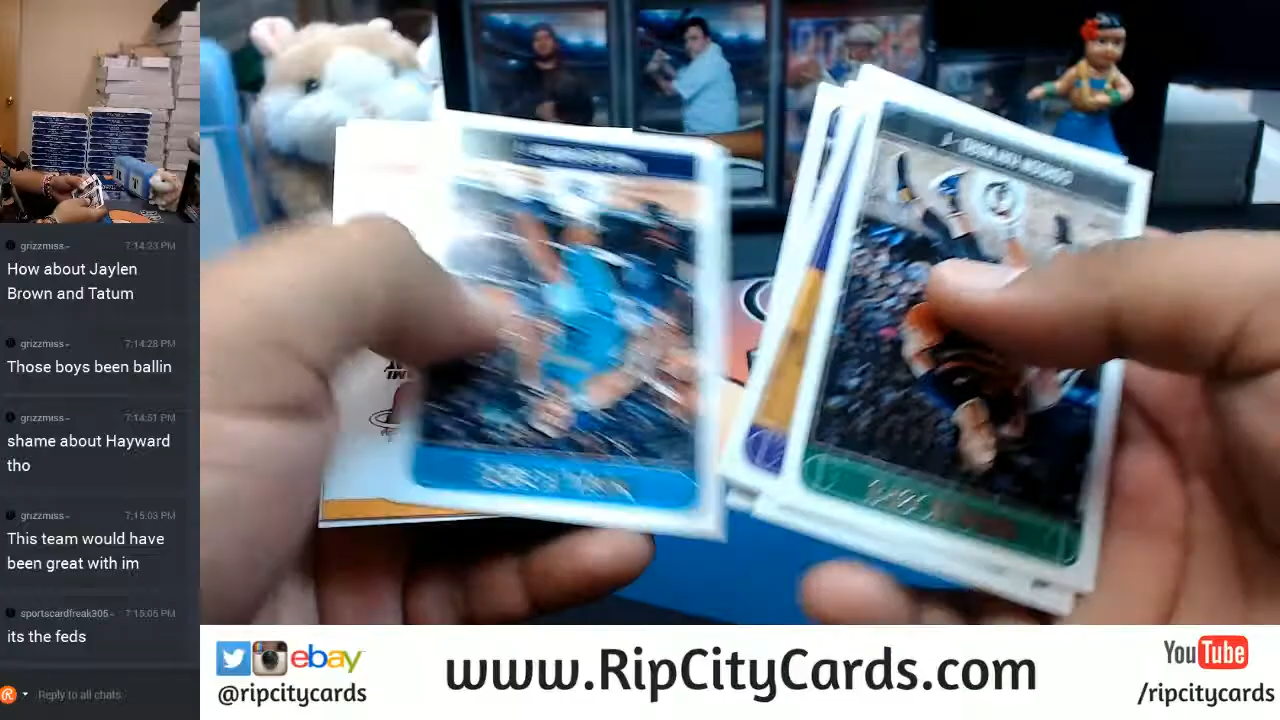 grizzmiss- 7:14:23 PM
How about Jaylen
Brown and Tatum
grizzmiss- 7:14:28 PM
Those boys been ballin
grizzmiss- 7:14:51 PM
shame about Hayward
tho
grizzmiss- 7:15:03 PM
This team would have
been great with im
sportscardfreak305- 7:15:05 PM
its the feds
Reply to all chats
ebay
@ripcitycards
www.RipCityCards.com
YouTube
/ripcitycards